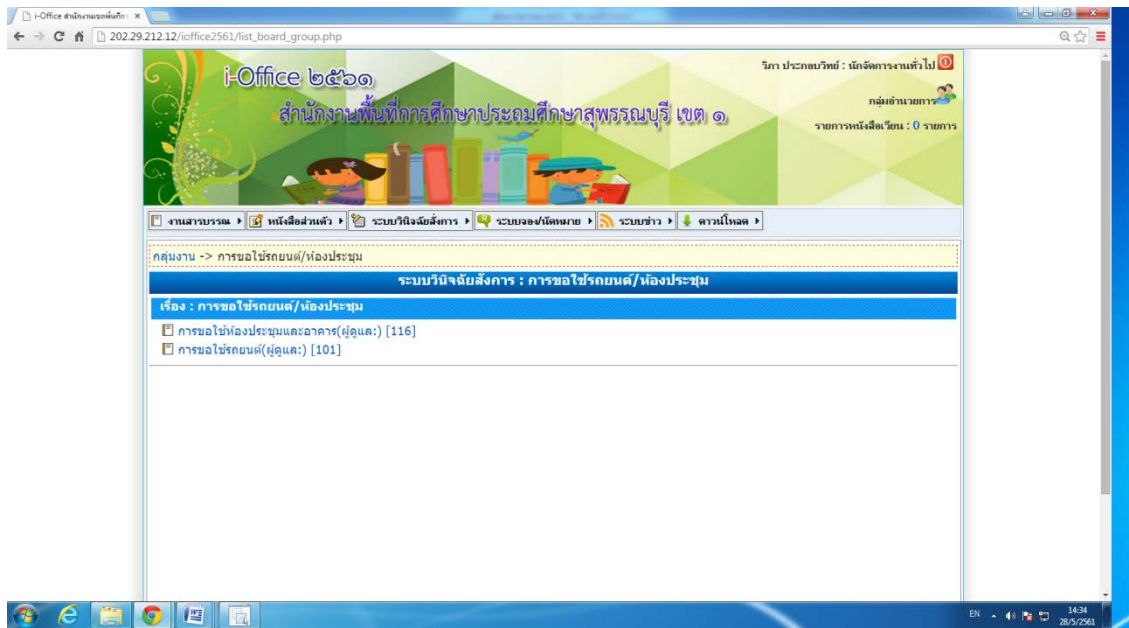 i-Office สำนักงานเขตพื้นที่กา
202.29.212.12/ioffice2561/list_board_group.php
i-Office ๒๕๖๑
สำนักงานพื้นที่การศึกษาประถมศึกษาสุพรรณบุรี เขต ๑
วิภา ประกอบวิทย์ : นักจัดการงานทั่วไป
กลุ่มอำนวยการ
รายการหนังสือเวียน : 0 รายการ
งานสารบรรณ หนังสือส่วนตัว ระบบวินิจฉัยสั่งการ ระบบจอง/นัดหมาย ระบบข่าว ดาวน์โหลด
กลุ่มงาน -> การขอใช้รถยนต์/ห้องประชุม
ระบบวินิจฉัยสั่งการ : การขอใช้รถยนต์/ห้องประชุม
เรื่อง : การขอใช้รถยนต์/ห้องประชุม
การขอใช้ห้องประชุมและอาคาร(ผู้ดูแล:) [116]
การขอใช้รถยนต์(ผู้ดูแล:) [101]
EN
14:34
28/5/2561